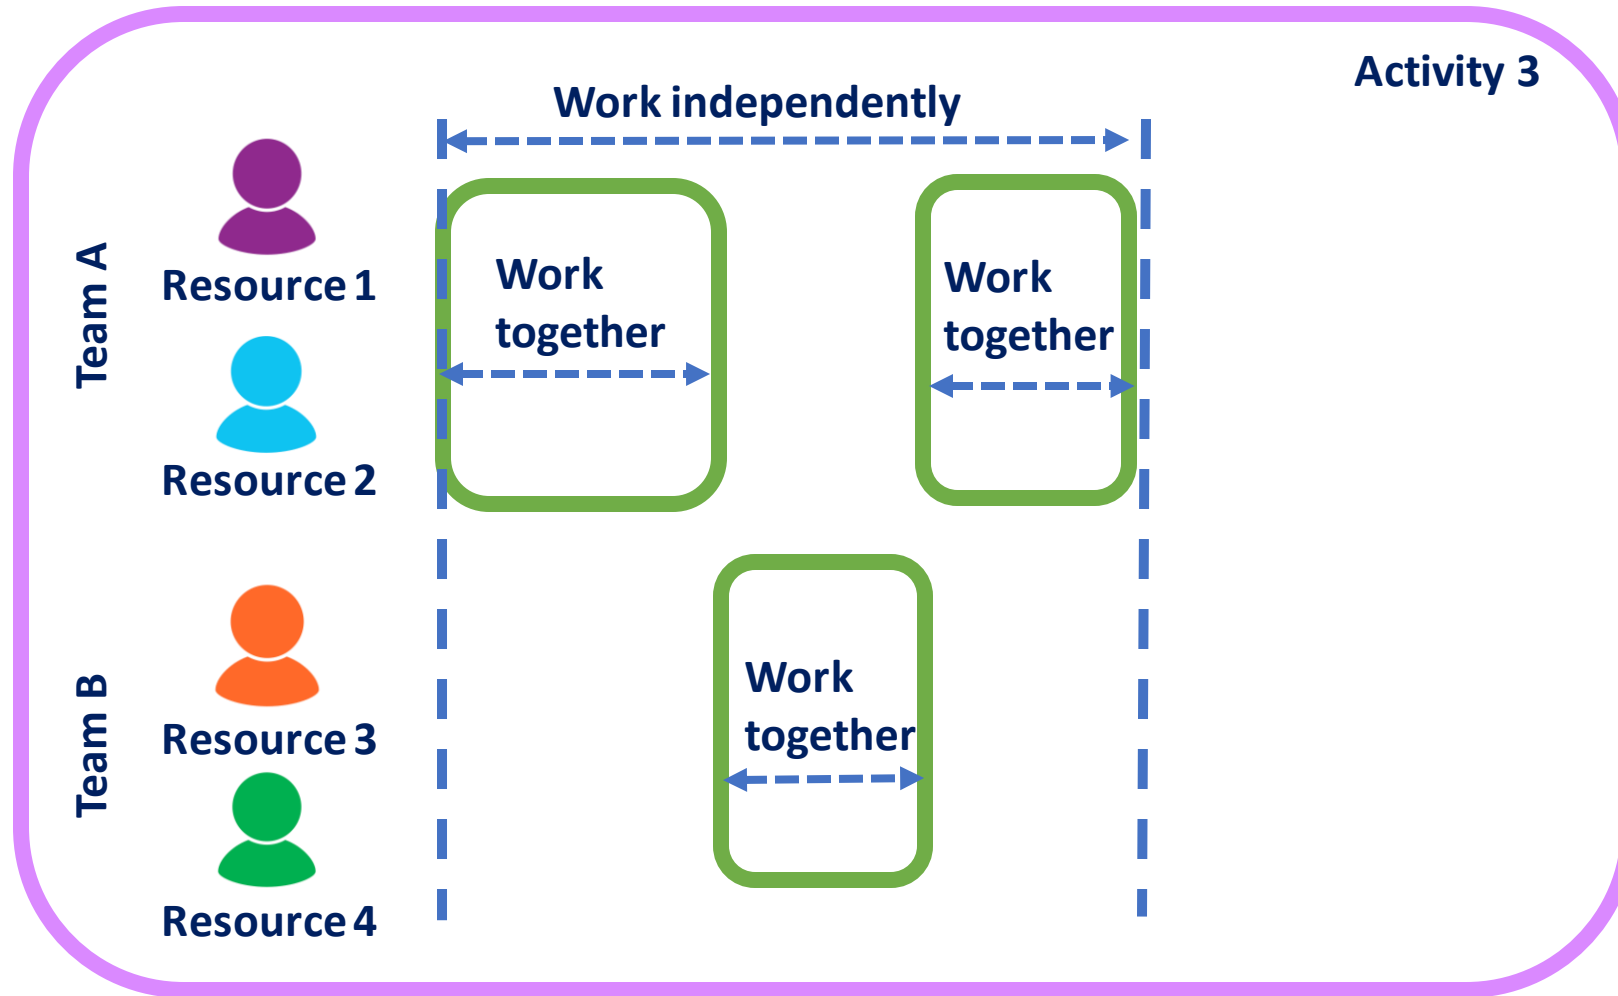 Activity 3
Work independently
Team A
Resource 1
Work
together
Work
together
Resource 2
Team B
Resource 3
Work
together
Resource 4